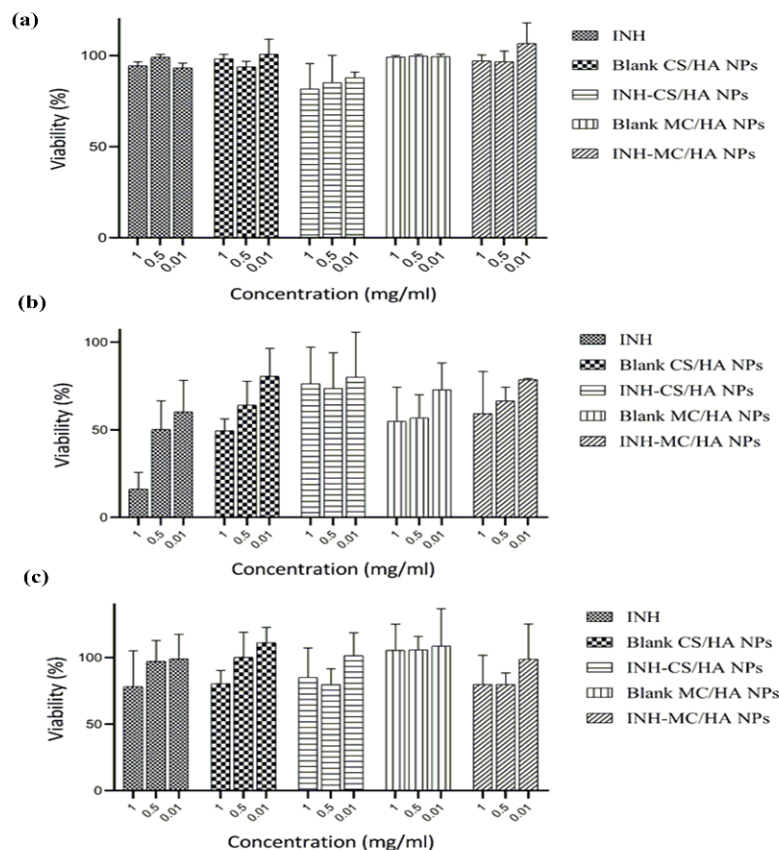 (a)
100
50
0
Viability (%)
1
0.5
0.01
1
0.5
0.01
1
0.5
0.01
1
0.5
0.01
1
0.5
0.01
Concentration (mg/ml)
INH
Blank CS/HA NPs
INH-CS/HA NPs
Blank MC/HA NPs
INH-MC/HA NPs
(b)
100
50
0
Viability (%)
1
0.5
0.01
1
0.5
0.01
1
0.5
0.01
1
0.5
0.01
1
0.5
0.01
Concentration (mg/ml)
INH
Blank CS/HA NPs
INH-CS/HA NPs
Blank MC/HA NPs
INH-MC/HA NPs
(c)
100
50
0
Viability (%)
1
0.5
0.01
1
0.5
0.01
1
0.5
0.01
1
0.5
0.01
1
0.5
0.01
Concentration (mg/ml)
INH
Blank CS/HA NPs
INH-CS/HA NPs
Blank MC/HA NPs
INH-MC/HA NPs